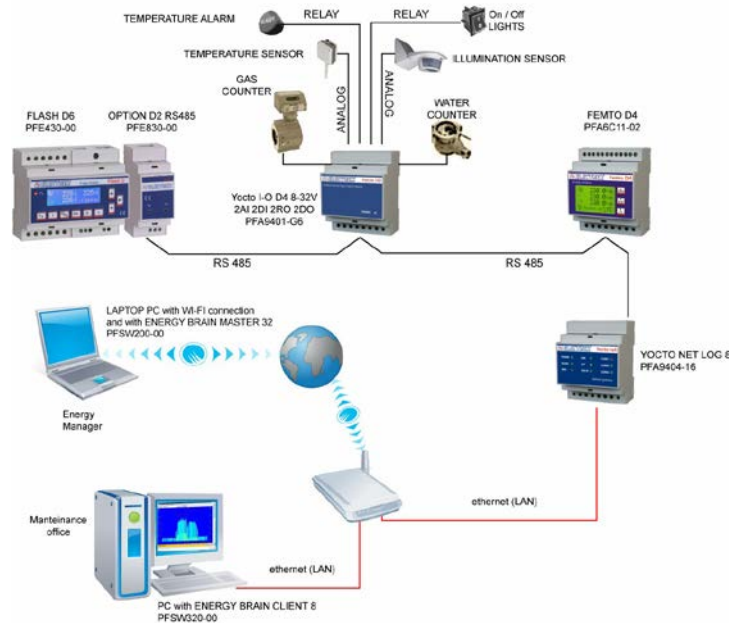 TEMPERATURE ALARM
RELAY
RELAY
On / Off
LIGHTS
TEMPERATURE SENSOR
ILLUMINATION SENSOR
ANALOG
ANALOG
GAS
COUNTER
WATER
COUNTER
FLASH D6
PFE430-00
OPTION D2 RS485
PFE830-00
FEMTO D4
PFA6C11-02
Yocto I-O D4 8-32V
2AI 2DI 2RO 2DO
PFA9401-G6
RS 485
RS 485
LAPTOP PC with WI-FI connection
and with ENERGY BRAIN MASTER 32
PFSW200-00
YOCTO NET LOG 8
PFA9404-16
Energy
Manager
ethernet (LAN)
Manteinance
office
ethernet (LAN)
PC with ENERGY BRAIN CLIENT 8
PFSW320-00